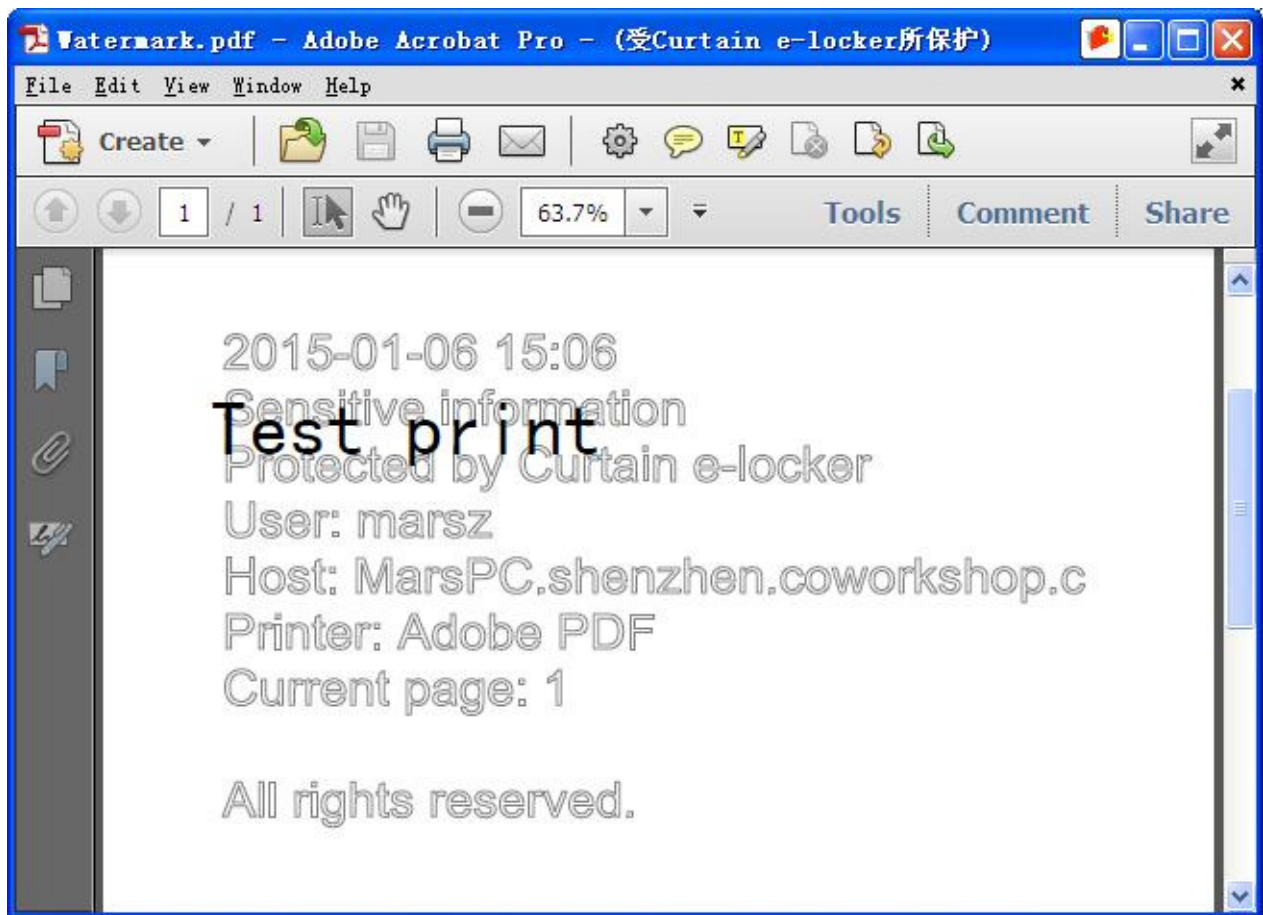 Watermark.pdf - Adobe Acrobat Pro - (受Curtain e-locker所保护)
File Edit View Window Help
Create
1 / 1 63.7% Tools Comment Share
2015-01-06 15:06
Sensitive information
Test print
Protected by Curtain e-locker
User: marsz
Host: MarsPC.shenzhen.coworkshop.c
Printer: Adobe PDF
Current page: 1
All rights reserved.